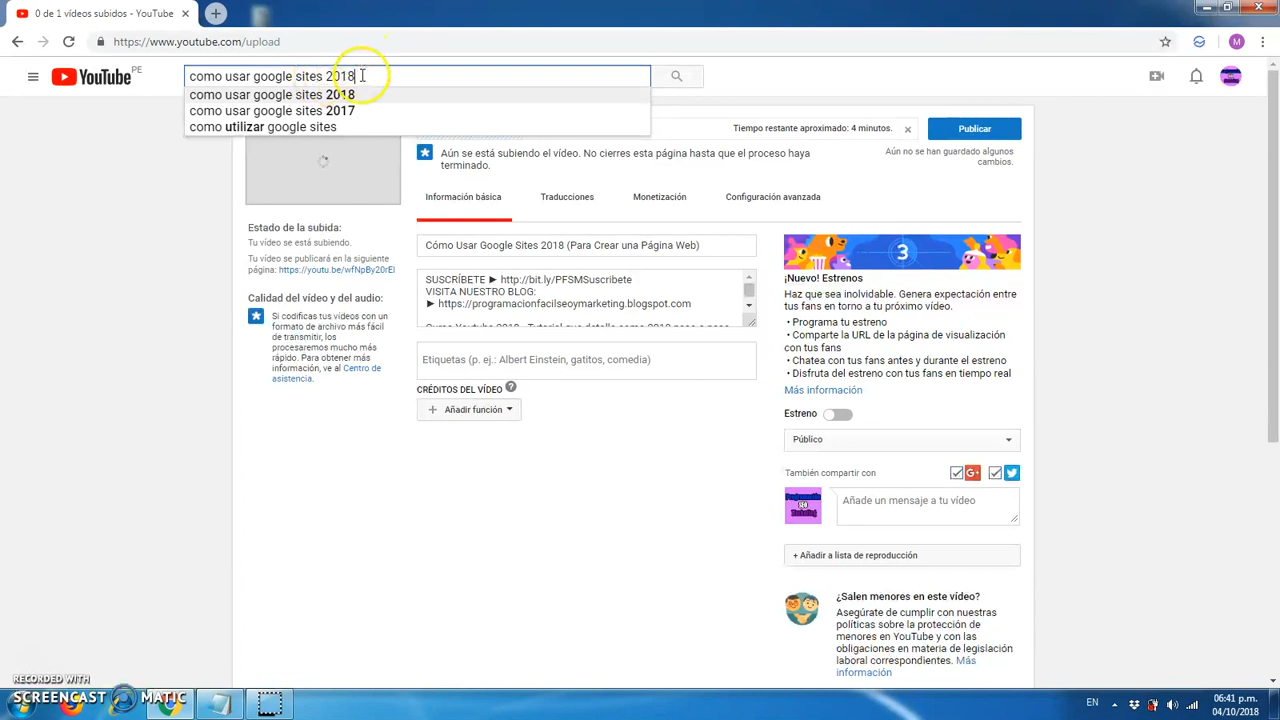 0 de 1 vídeos subidos - YouTube
https://www.youtube.com/upload
M
YouTube PE
como usar google sites 2018
como usar google sites 2018
como usar google sites 2017
como utilizar google sites
Tiempo restante aproximado: 4 minutos.
Publicar
Aún se está subiendo el vídeo. No cierres esta página hasta que el proceso haya
terminado.
Aún no se han guardado algunos
cambios.
Información básica
Traducciones
Monetización
Configuración avanzada
Estado de la subida:
Tu vídeo se está subiendo.
Tu vídeo se publicará en la siguiente
página: https://youtu.be/wfNpBy20rEI
Calidad del vídeo y del audio:
Si codificas tus vídeos con un
formato de archivo más fácil
de transmitir, los
procesaremos mucho más
rápido. Para obtener más
información, ve al Centro de
asistencia.
Cómo Usar Google Sites 2018 (Para Crear una Página Web)
SUSCRÍBETE ► http://bit.ly/PFSMSuscribete
VISITA NUESTRO BLOG:
► https://programacionfacilseoymarketing.blogspot.com
Etiquetas (p. ej.: Albert Einstein, gatitos, comedia)
CRÉDITOS DEL VÍDEO ?
+ Añadir función
3
¡Nuevo! Estrenos
Haz que sea inolvidable. Genera expectación entre
tus fans en torno a tu próximo vídeo.
• Programa tu estreno
• Comparte la URL de la página de visualización
con tus fans
• Chatea con tus fans antes y durante el estreno
• Disfruta del estreno con tus fans en tiempo real
Más información
Estreno
Público
También compartir con
G+
Añade un mensaje a tu vídeo
+ Añadir a lista de reproducción
¿Salen menores en este vídeo?
Asegúrate de cumplir con nuestras
políticas sobre la protección de
menores en YouTube y con las
obligaciones en materia de legislación
laboral correspondientes. Más
información
RECORDED WITH
SCREENCAST MATIC
EN
06:41 p.m.
04/10/2018